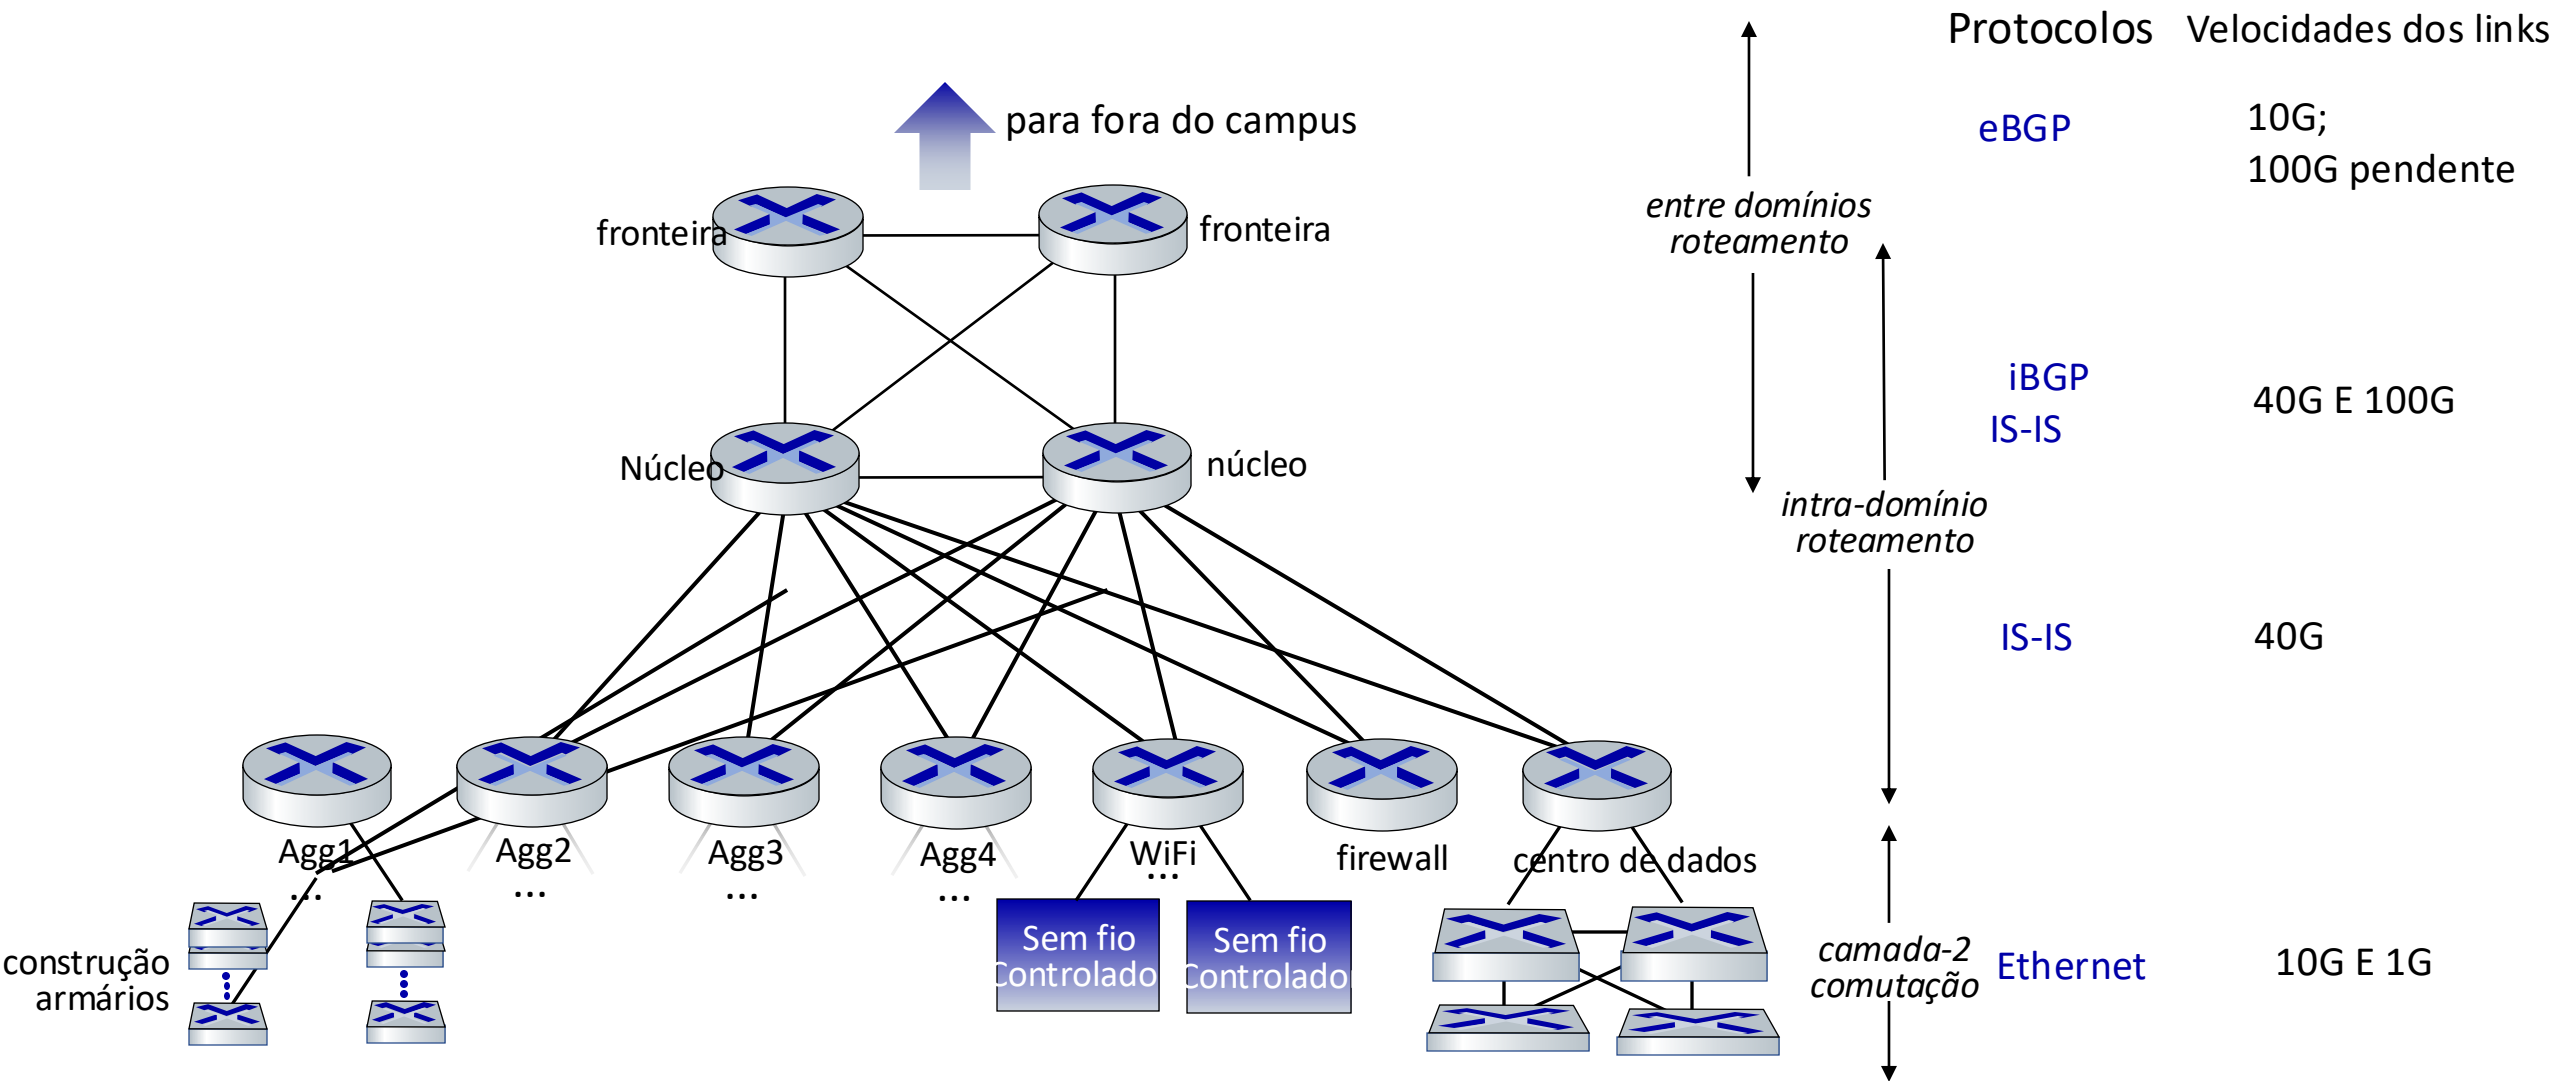 Protocolos
Velocidades dos links
para fora do campus
eBGP
10G;
100G pendente
fronteira
fronteira
entre domínios
roteamento
iBGP
IS-IS
40G E 100G
Núcleo
núcleo
intra-domínio
roteamento
IS-IS
40G
Agg1
...
Agg2
...
Agg3
...
Agg4
...
WiFi
...
firewall
centro de dados
construção
armários
Sem fio
Controlado
Sem fio
Controlador
camada-2
comutação
Ethernet
10G E 1G